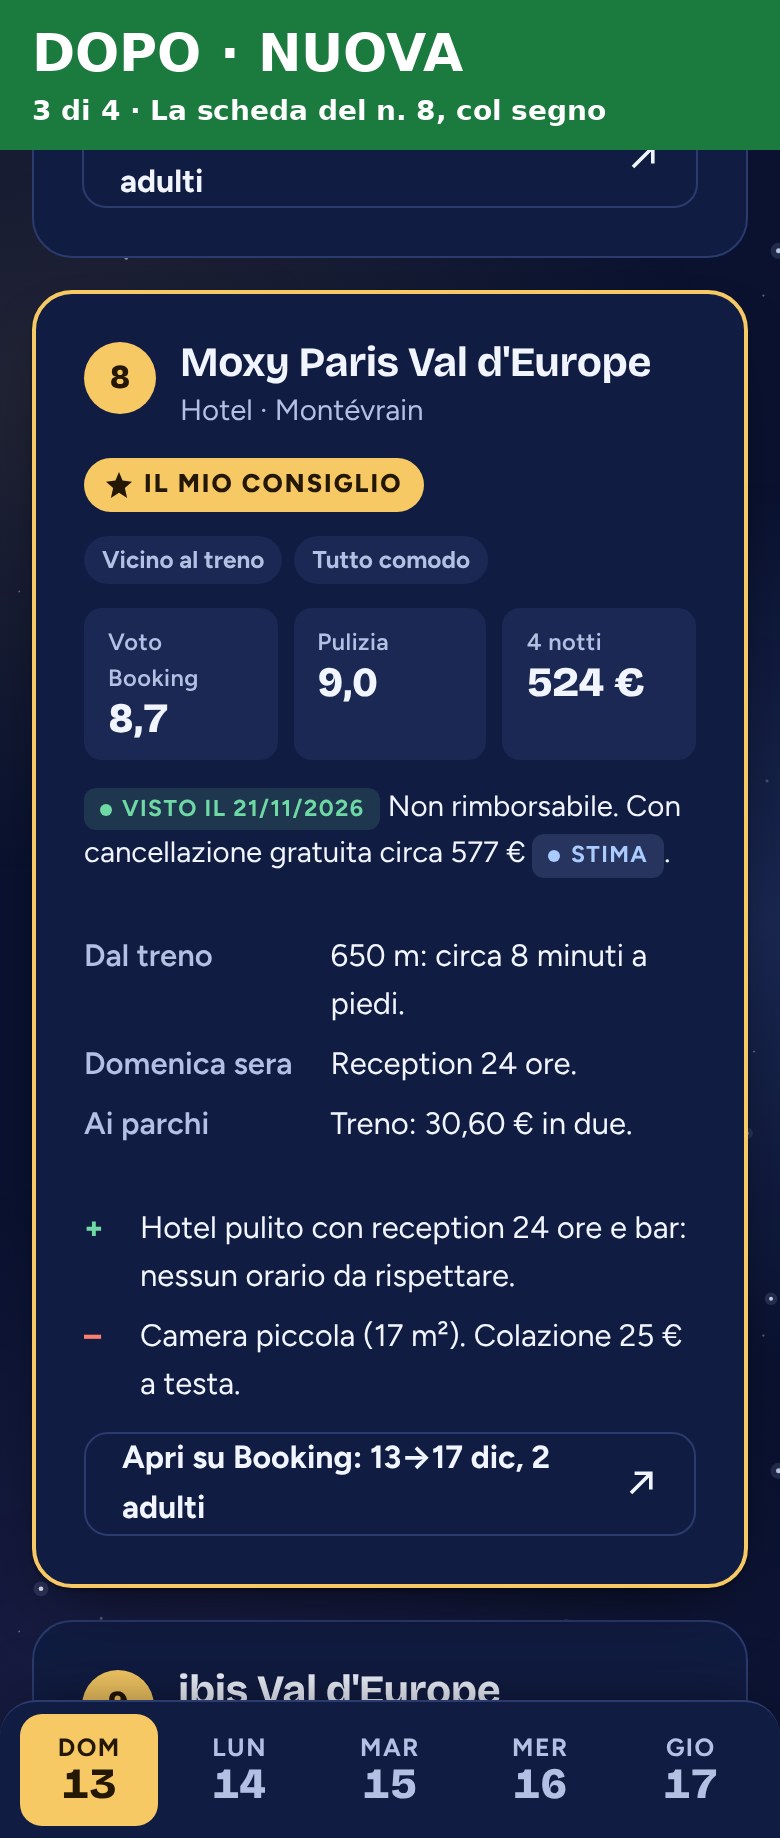 DOPO · NUOVA
3 di 4 · La scheda del n. 8, col segno
adulti
8
Moxy Paris Val d'Europe
Hotel · Montévrain
IL MIO CONSIGLIO
Vicino al treno
Tutto comodo
Voto
Booking
8,7
Pulizia
9,0
4 notti
524 €
VISTO IL 21/11/2026 Non rimborsabile. Con
cancellazione gratuita circa 577 € STIMA .
Dal treno
650 m: circa 8 minuti a
piedi.
Domenica sera
Reception 24 ore.
Ai parchi
Treno: 30,60 € in due.
+ Hotel pulito con reception 24 ore e bar:
nessun orario da rispettare.
– Camera piccola (17 m²). Colazione 25 €
a testa.
Apri su Booking: 13→17 dic, 2
adulti
ibis Val d'Europe
DOM
13
LUN
14
MAR
15
MER
16
GIO
17